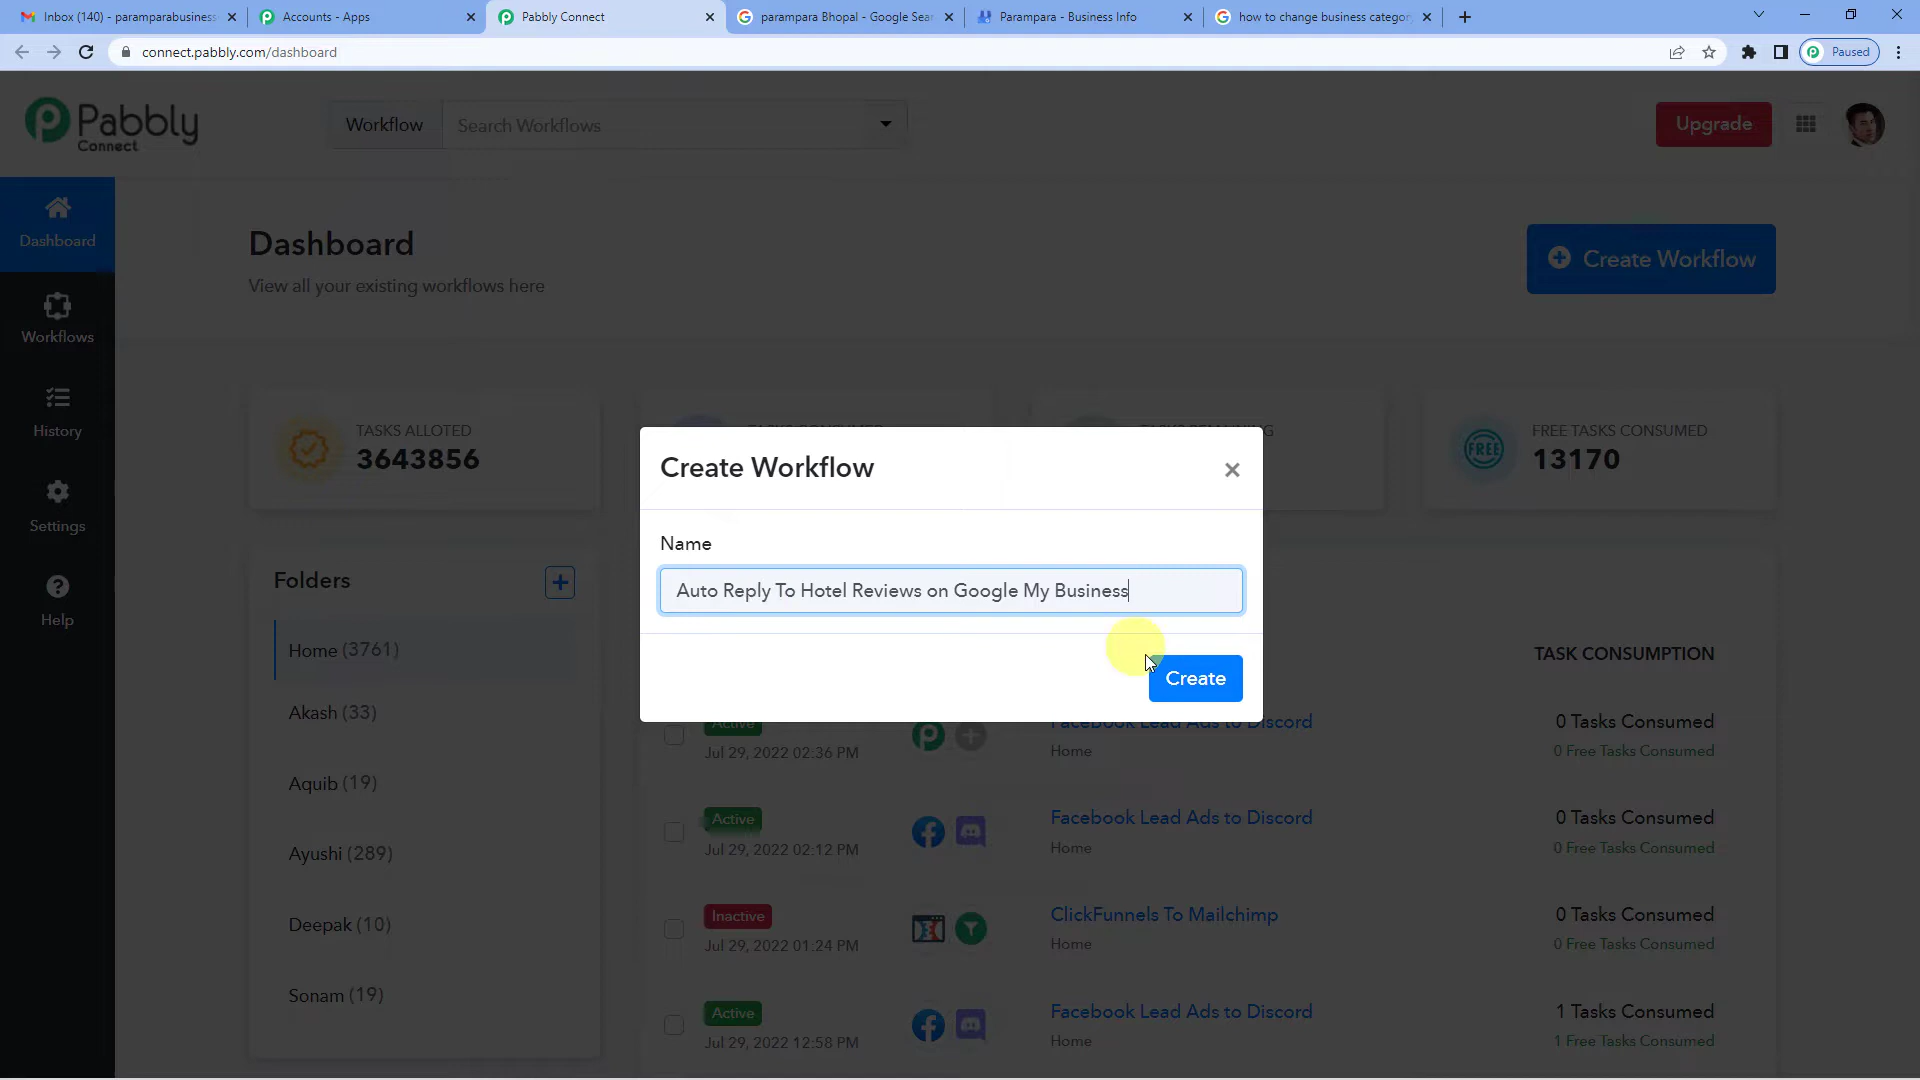 Inbox (140) - paramparabusiness
Accounts - Apps
Pabbly Connect
parampara Bhopal - Google Sear
Parampara - Business Info
how to change business categor
connect.pabbly.com/dashboard
Paused
Pabbly
Connect
Workflow
Search Workflows
Upgrade
Dashboard
Workflows
History
Settings
Help
Dashboard
View all your existing workflows here
Create Workflow
TASKS ALLOTED
3643856
FREE TASKS CONSUMED
13170
FREE
Folders
Home (3761)
Akash (33)
Aquib (19)
Ayushi (289)
Deepak (10)
Sonam (19)
Create Workflow
Name
Auto Reply To Hotel Reviews on Google My Business
Create
TASK CONSUMPTION
Active
Jul 29, 2022 02:36 PM
Facebook Lead Ads to Discord
Home
0 Tasks Consumed
0 Free Tasks Consumed
Active
Jul 29, 2022 02:12 PM
Facebook Lead Ads to Discord
Home
0 Tasks Consumed
0 Free Tasks Consumed
Inactive
Jul 29, 2022 01:24 PM
ClickFunnels To Mailchimp
Home
0 Tasks Consumed
0 Free Tasks Consumed
Active
Jul 29, 2022 12:58 PM
Facebook Lead Ads to Discord
Home
1 Tasks Consumed
1 Free Tasks Consumed